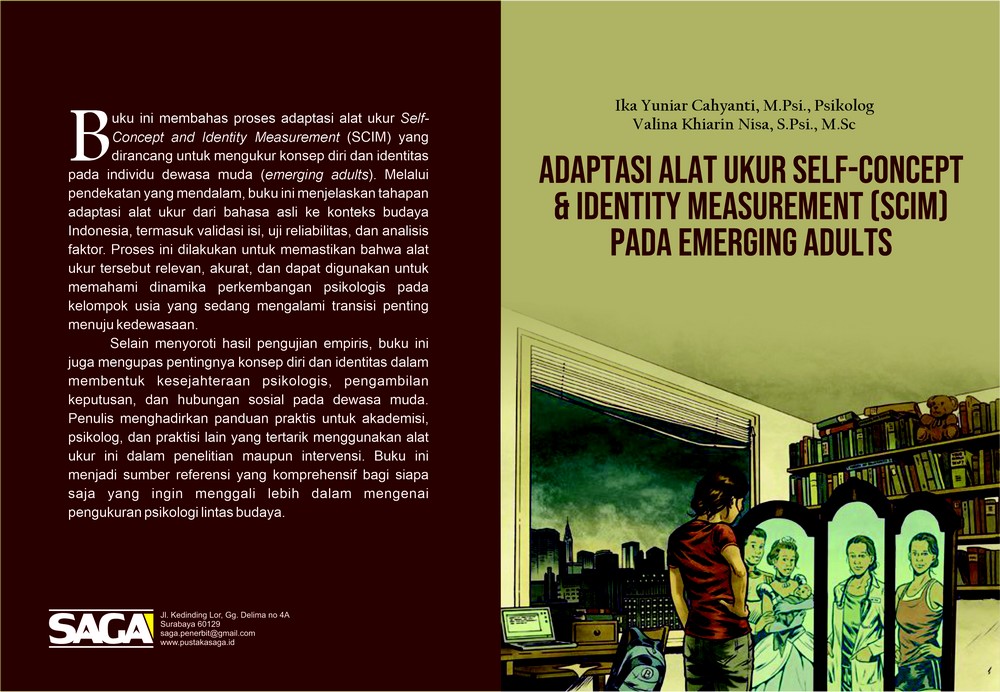 Buku ini membahas proses adaptasi alat ukur Self-
Concept and Identity Measurement (SCIM) yang
dirancang untuk mengukur konsep diri dan identitas
pada individu dewasa muda (emerging adults). Melalui
pendekatan yang mendalam, buku ini menjelaskan tahapan
adaptasi alat ukur dari bahasa asli ke konteks budaya
Indonesia, termasuk validasi isi, uji reliabilitas, dan analisis
faktor. Proses ini dilakukan untuk memastikan bahwa alat
ukur tersebut relevan, akurat, dan dapat digunakan untuk
memahami dinamika perkembangan psikologis pada
kelompok usia yang sedang mengalami transisi penting
menuju kedewasaan.
Selain menyoroti hasil pengujian empiris, buku ini
juga mengupas pentingnya konsep diri dan identitas dalam
membentuk kesejahteraan psikologis, pengambilan
keputusan, dan hubungan sosial pada dewasa muda.
Penulis menghadirkan panduan praktis untuk akademisi,
psikolog, dan praktisi lain yang tertarik menggunakan alat
ukur ini dalam penelitian maupun intervensi. Buku ini
menjadi sumber referensi yang komprehensif bagi siapa
saja yang ingin menggali lebih dalam mengenai
pengukuran psikologi lintas budaya.
SAGA
Jl. Kedinding Lor, Gg. Delima no 4A
Surabaya 60129
saga.penerbit@gmail.com
www.pustakasaga.id
Ika Yuniar Cahyanti, M.Psi., Psikolog
Valina Khiarin Nisa, S.Psi., M.Sc
ADAPTASI ALAT UKUR SELF-CONCEPT
& IDENTITY MEASUREMENT (SCIM)
PADA EMERGING ADULTS
B